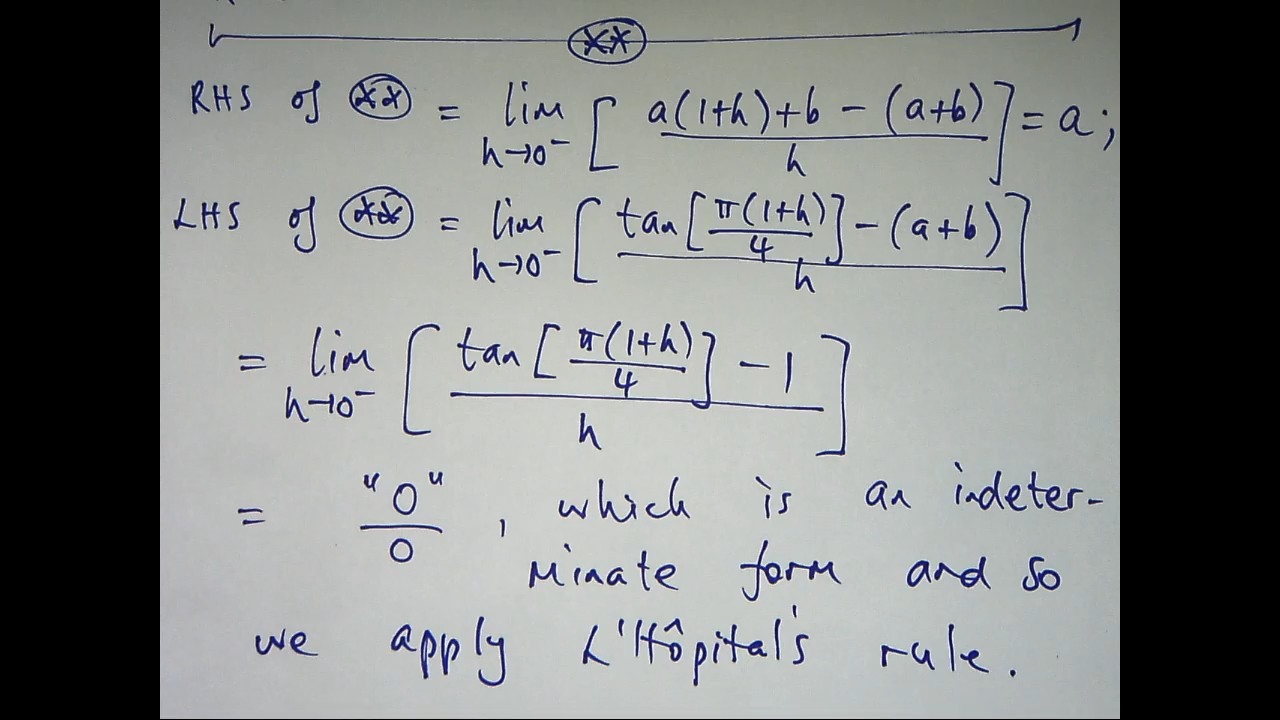 **
RHS of ** = lim h→0⁻ [ a(1+h)+b − (a+b) / h ] = a ;
LHS of ** = lim h→0⁻ [ tan[ π(1+h) / 4 ] − (a+b) / h ]
= lim h→0⁻ [ tan[ π(1+h) / 4 ] − 1 / h ]
= "0" / 0 , which is an indeter-
minate form and so
we apply L'Hôpital's rule.